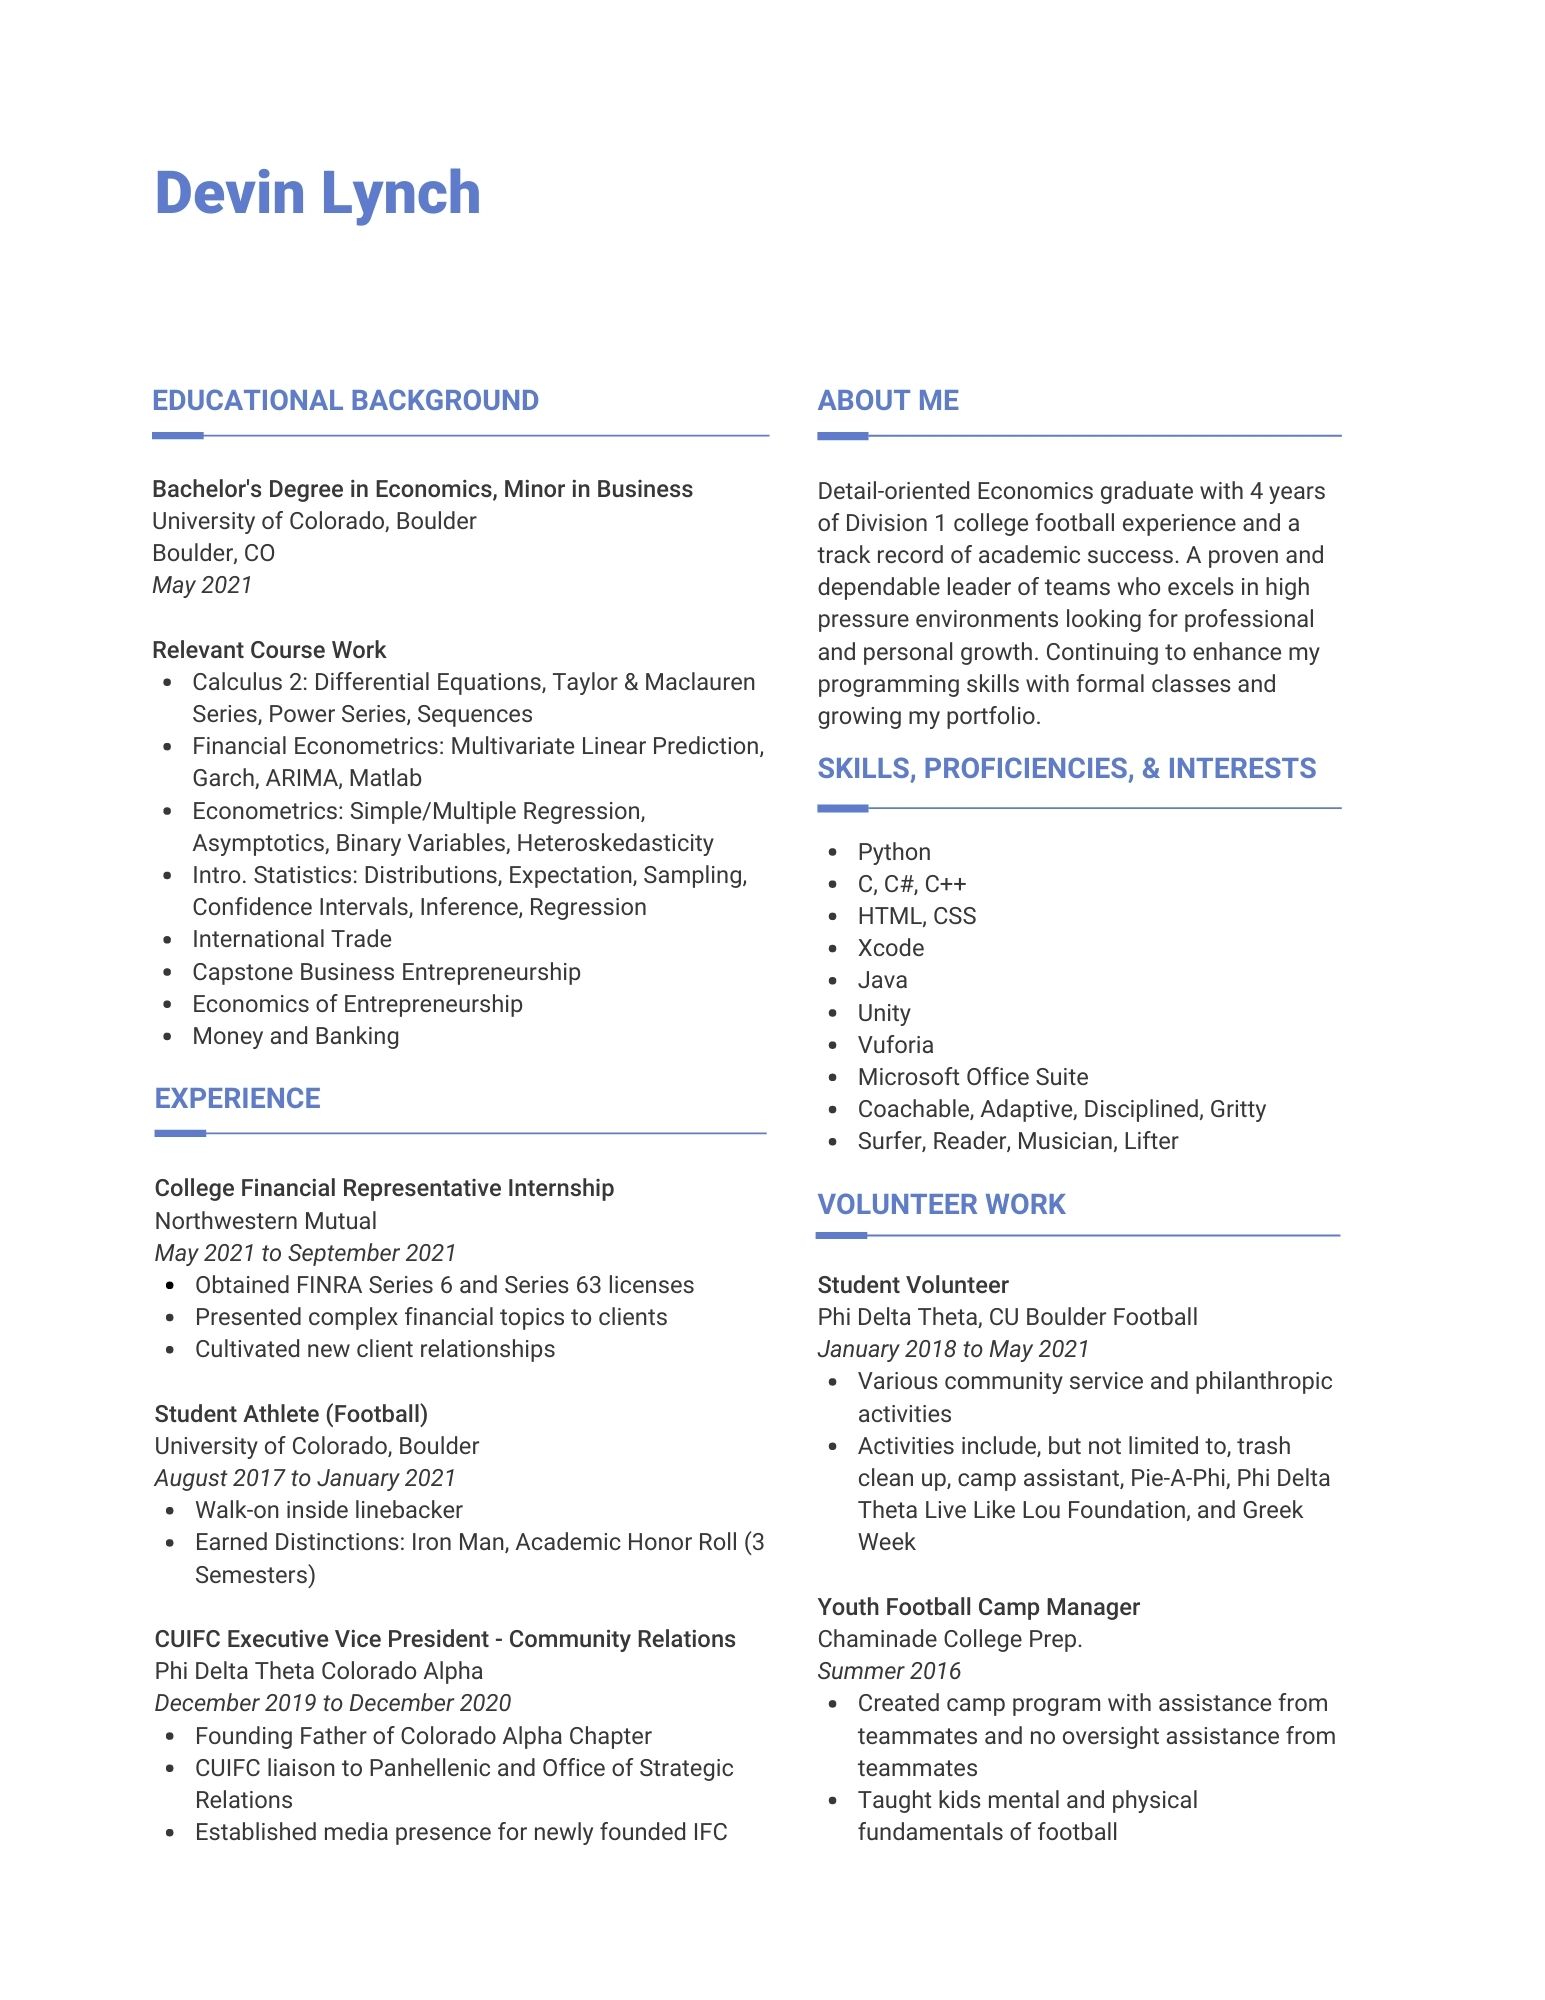 Devin Lynch
EDUCATIONAL BACKGROUND
Bachelor's Degree in Economics, Minor in Business
University of Colorado, Boulder
Boulder, CO
May 2021
Relevant Course Work
• Calculus 2: Differential Equations, Taylor & Maclauren
Series, Power Series, Sequences
• Financial Econometrics: Multivariate Linear Prediction,
Garch, ARIMA, Matlab
• Econometrics: Simple/Multiple Regression,
Asymptotics, Binary Variables, Heteroskedasticity
• Intro. Statistics: Distributions, Expectation, Sampling,
Confidence Intervals, Inference, Regression
• International Trade
• Capstone Business Entrepreneurship
• Economics of Entrepreneurship
• Money and Banking
EXPERIENCE
College Financial Representative Internship
Northwestern Mutual
May 2021 to September 2021
• Obtained FINRA Series 6 and Series 63 licenses
• Presented complex financial topics to clients
• Cultivated new client relationships
Student Athlete (Football)
University of Colorado, Boulder
August 2017 to January 2021
• Walk-on inside linebacker
• Earned Distinctions: Iron Man, Academic Honor Roll (3
Semesters)
CUIFC Executive Vice President - Community Relations
Phi Delta Theta Colorado Alpha
December 2019 to December 2020
• Founding Father of Colorado Alpha Chapter
• CUIFC liaison to Panhellenic and Office of Strategic
Relations
• Established media presence for newly founded IFC
ABOUT ME
Detail-oriented Economics graduate with 4 years
of Division 1 college football experience and a
track record of academic success. A proven and
dependable leader of teams who excels in high
pressure environments looking for professional
and personal growth. Continuing to enhance my
programming skills with formal classes and
growing my portfolio.
SKILLS, PROFICIENCIES, & INTERESTS
• Python
• C, C#, C++
• HTML, CSS
• Xcode
• Java
• Unity
• Vuforia
• Microsoft Office Suite
• Coachable, Adaptive, Disciplined, Gritty
• Surfer, Reader, Musician, Lifter
VOLUNTEER WORK
Student Volunteer
Phi Delta Theta, CU Boulder Football
January 2018 to May 2021
• Various community service and philanthropic
activities
• Activities include, but not limited to, trash
clean up, camp assistant, Pie-A-Phi, Phi Delta
Theta Live Like Lou Foundation, and Greek
Week
Youth Football Camp Manager
Chaminade College Prep.
Summer 2016
• Created camp program with assistance from
teammates and no oversight assistance from
teammates
• Taught kids mental and physical
fundamentals of football